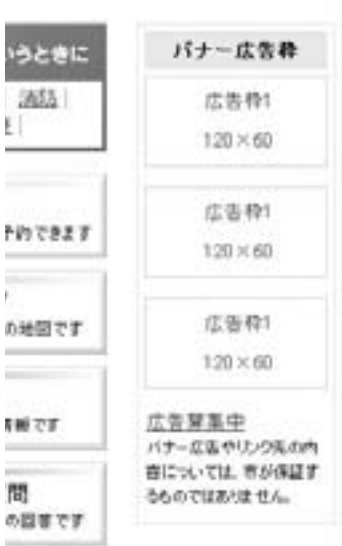 いうときに
消防
予約できます
の地図です
情報です
問
の回答です
バナー広告枠
広告枠1
120×60
広告枠1
120×60
広告枠1
120×60
広告募集中
バナー広告やリンク先の内
容については、市が保証す
るものではありません。